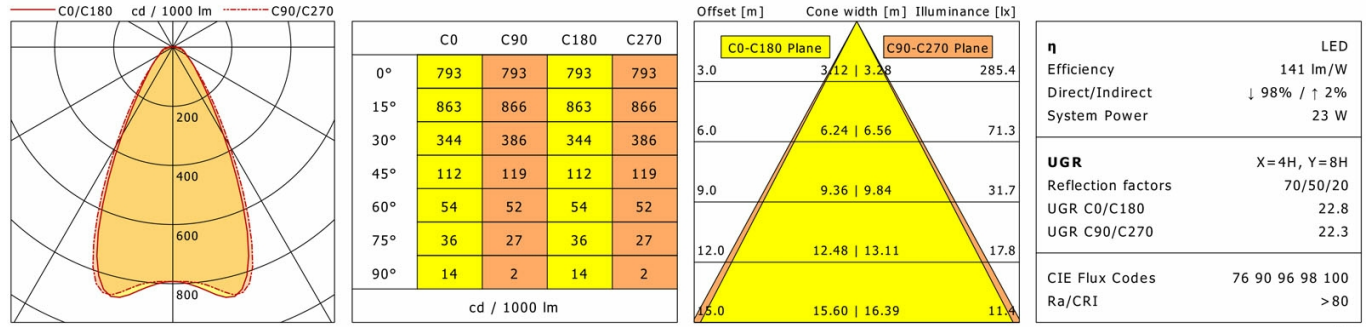 C0/C180 cd / 1000 lm C90/C270
200
400
600
800
C0 C90 C180 C270
0° 793 793 793 793
15° 863 866 863 866
30° 344 386 344 386
45° 112 119 112 119
60° 54 52 54 52
75° 36 27 36 27
90° 14 2 14 2
cd / 1000 lm
Offset [m] Cone width [m] Illuminance [lx]
C0-C180 Plane C90-C270 Plane
3.0 3.12 | 3.28 285.4
6.0 6.24 | 6.56 71.3
9.0 9.36 | 9.84 31.7
12.0 12.48 | 13.11 17.8
15.0 15.60 | 16.39 11.4
η LED
Efficiency 141 lm/W
Direct/Indirect ↓ 98% / ↑ 2%
System Power 23 W
UGR X=4H, Y=8H
Reflection factors 70/50/20
UGR C0/C180 22.8
UGR C90/C270 22.3
CIE Flux Codes 76 90 96 98 100
Ra/CRI >80